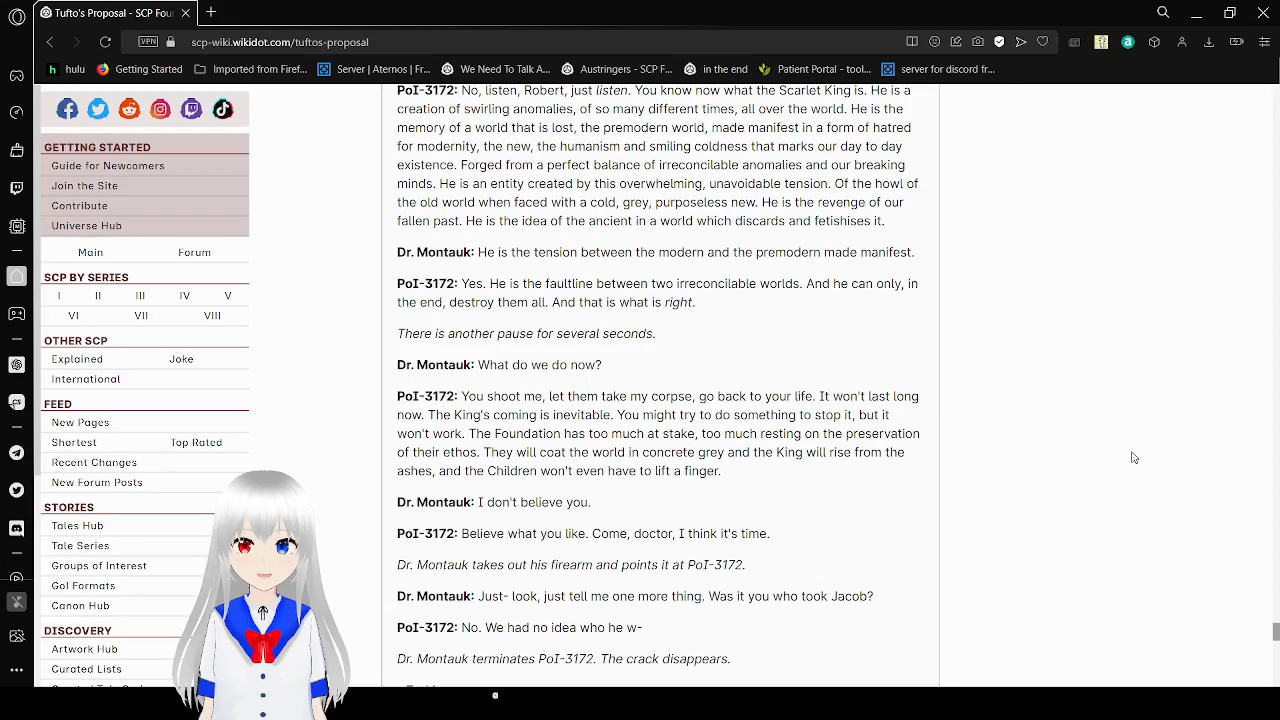 Tufto's Proposal - SCP Four
VPN
scp-wiki.wikidot.com/tuftos-proposal
hulu
Getting Started
Imported from Firef...
Server | Aternos | Fr...
We Need To Talk A...
Austringers - SCP F...
in the end
Patient Portal - tool...
server for discord fr...
GETTING STARTED
Guide for Newcomers
Join the Site
Contribute
Universe Hub
Main Forum
SCP BY SERIES
I II III IV V
VI VII VIII
OTHER SCP
Explained Joke
International
FEED
New Pages
Shortest Top Rated
Recent Changes
New Forum Posts
STORIES
Tales Hub
Tale Series
Groups of Interest
GoI Formats
Canon Hub
DISCOVERY
Artwork Hub
Curated Lists
PoI-3172: No, listen, Robert, just listen. You know now what the Scarlet King is. He is a
creation of swirling anomalies, of so many different times, all over the world. He is the
memory of a world that is lost, the premodern world, made manifest in a form of hatred
for modernity, the new, the humanism and smiling coldness that marks our day to day
existence. Forged from a perfect balance of irreconcilable anomalies and our breaking
minds. He is an entity created by this overwhelming, unavoidable tension. Of the howl of
the old world when faced with a cold, grey, purposeless new. He is the revenge of our
fallen past. He is the idea of the ancient in a world which discards and fetishises it.
Dr. Montauk: He is the tension between the modern and the premodern made manifest.
PoI-3172: Yes. He is the faultline between two irreconcilable worlds. And he can only, in
the end, destroy them all. And that is what is right.
There is another pause for several seconds.
Dr. Montauk: What do we do now?
PoI-3172: You shoot me, let them take my corpse, go back to your life. It won't last long
now. The King's coming is inevitable. You might try to do something to stop it, but it
won't work. The Foundation has too much at stake, too much resting on the preservation
of their ethos. They will coat the world in concrete grey and the King will rise from the
ashes, and the Children won't even have to lift a finger.
Dr. Montauk: I don't believe you.
PoI-3172: Believe what you like. Come, doctor, I think it's time.
Dr. Montauk takes out his firearm and points it at PoI-3172.
Dr. Montauk: Just- look, just tell me one more thing. Was it you who took Jacob?
PoI-3172: No. We had no idea who he w-
Dr. Montauk terminates PoI-3172. The crack disappears.